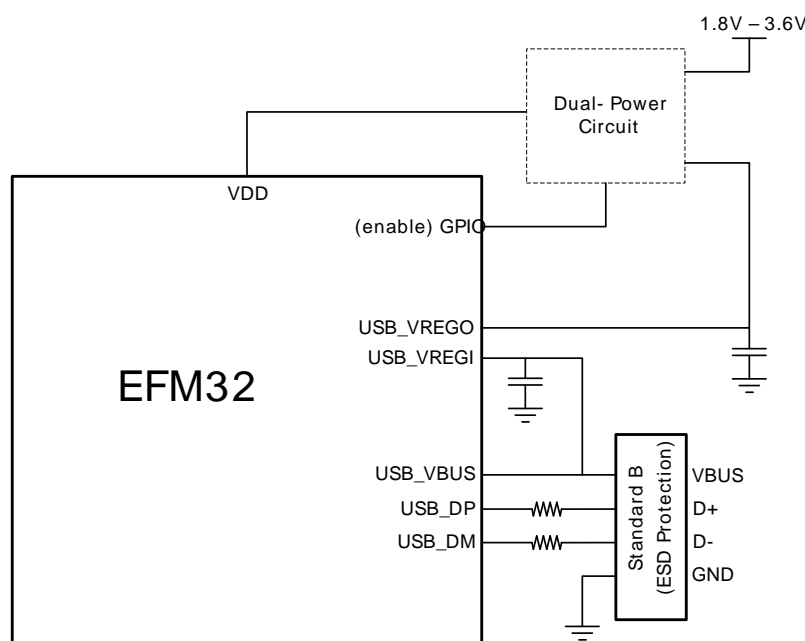 1.8V – 3.6V
Dual- Power
Circuit
VDD
(enable) GPIO
USB_VREGO
USB_VREGI
EFM32
USB_VBUS
USB_DP
USB_DM
Standard B
(ESD Protection)
VBUS
D+
D-
GND